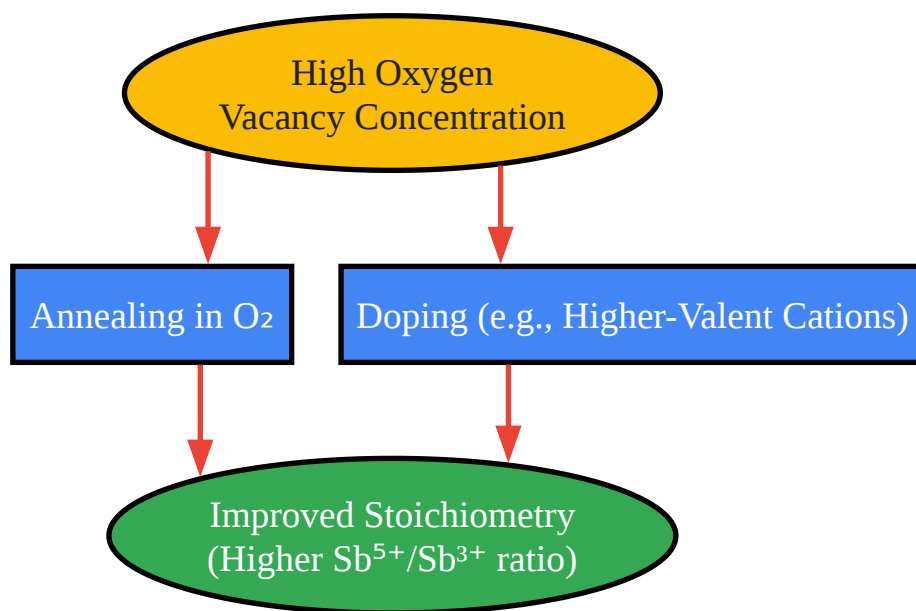 High Oxygen
Vacancy Concentration
Annealing in O₂
Doping (e.g., Higher-Valent Cations)
Improved Stoichiometry
(Higher Sb⁵⁺/Sb³⁺ ratio)